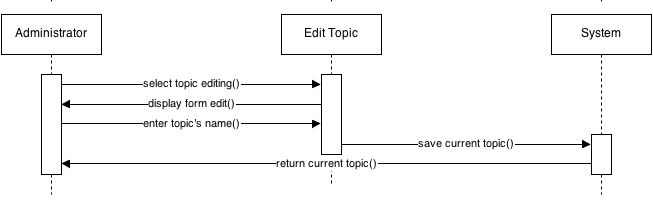 Administrator
Edit Topic
System
select topic editing()
display form edit()
enter topic's name()
save current topic()
return current topic()